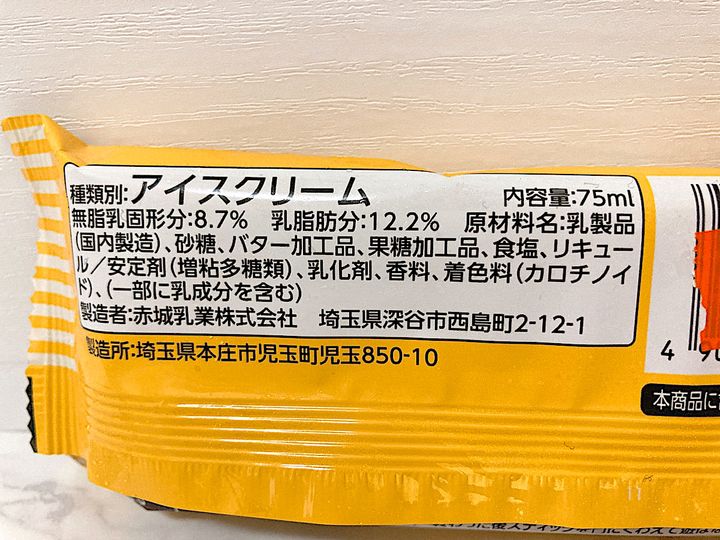 種類別:アイスクリーム 内容量:75ml
無脂乳固形分:8.7% 乳脂肪分:12.2% 原材料名:乳製品
(国内製造)、砂糖、バター加工品、果糖加工品、食塩、リキュー
ル/安定剤(増粘多糖類)、乳化剤、香料、着色料(カロチノイ
ド)、(一部に乳成分を含む)
製造者:赤城乳業株式会社 埼玉県深谷市西島町2-12-1
製造所:埼玉県本庄市児玉町児玉850-10
4
本商品に